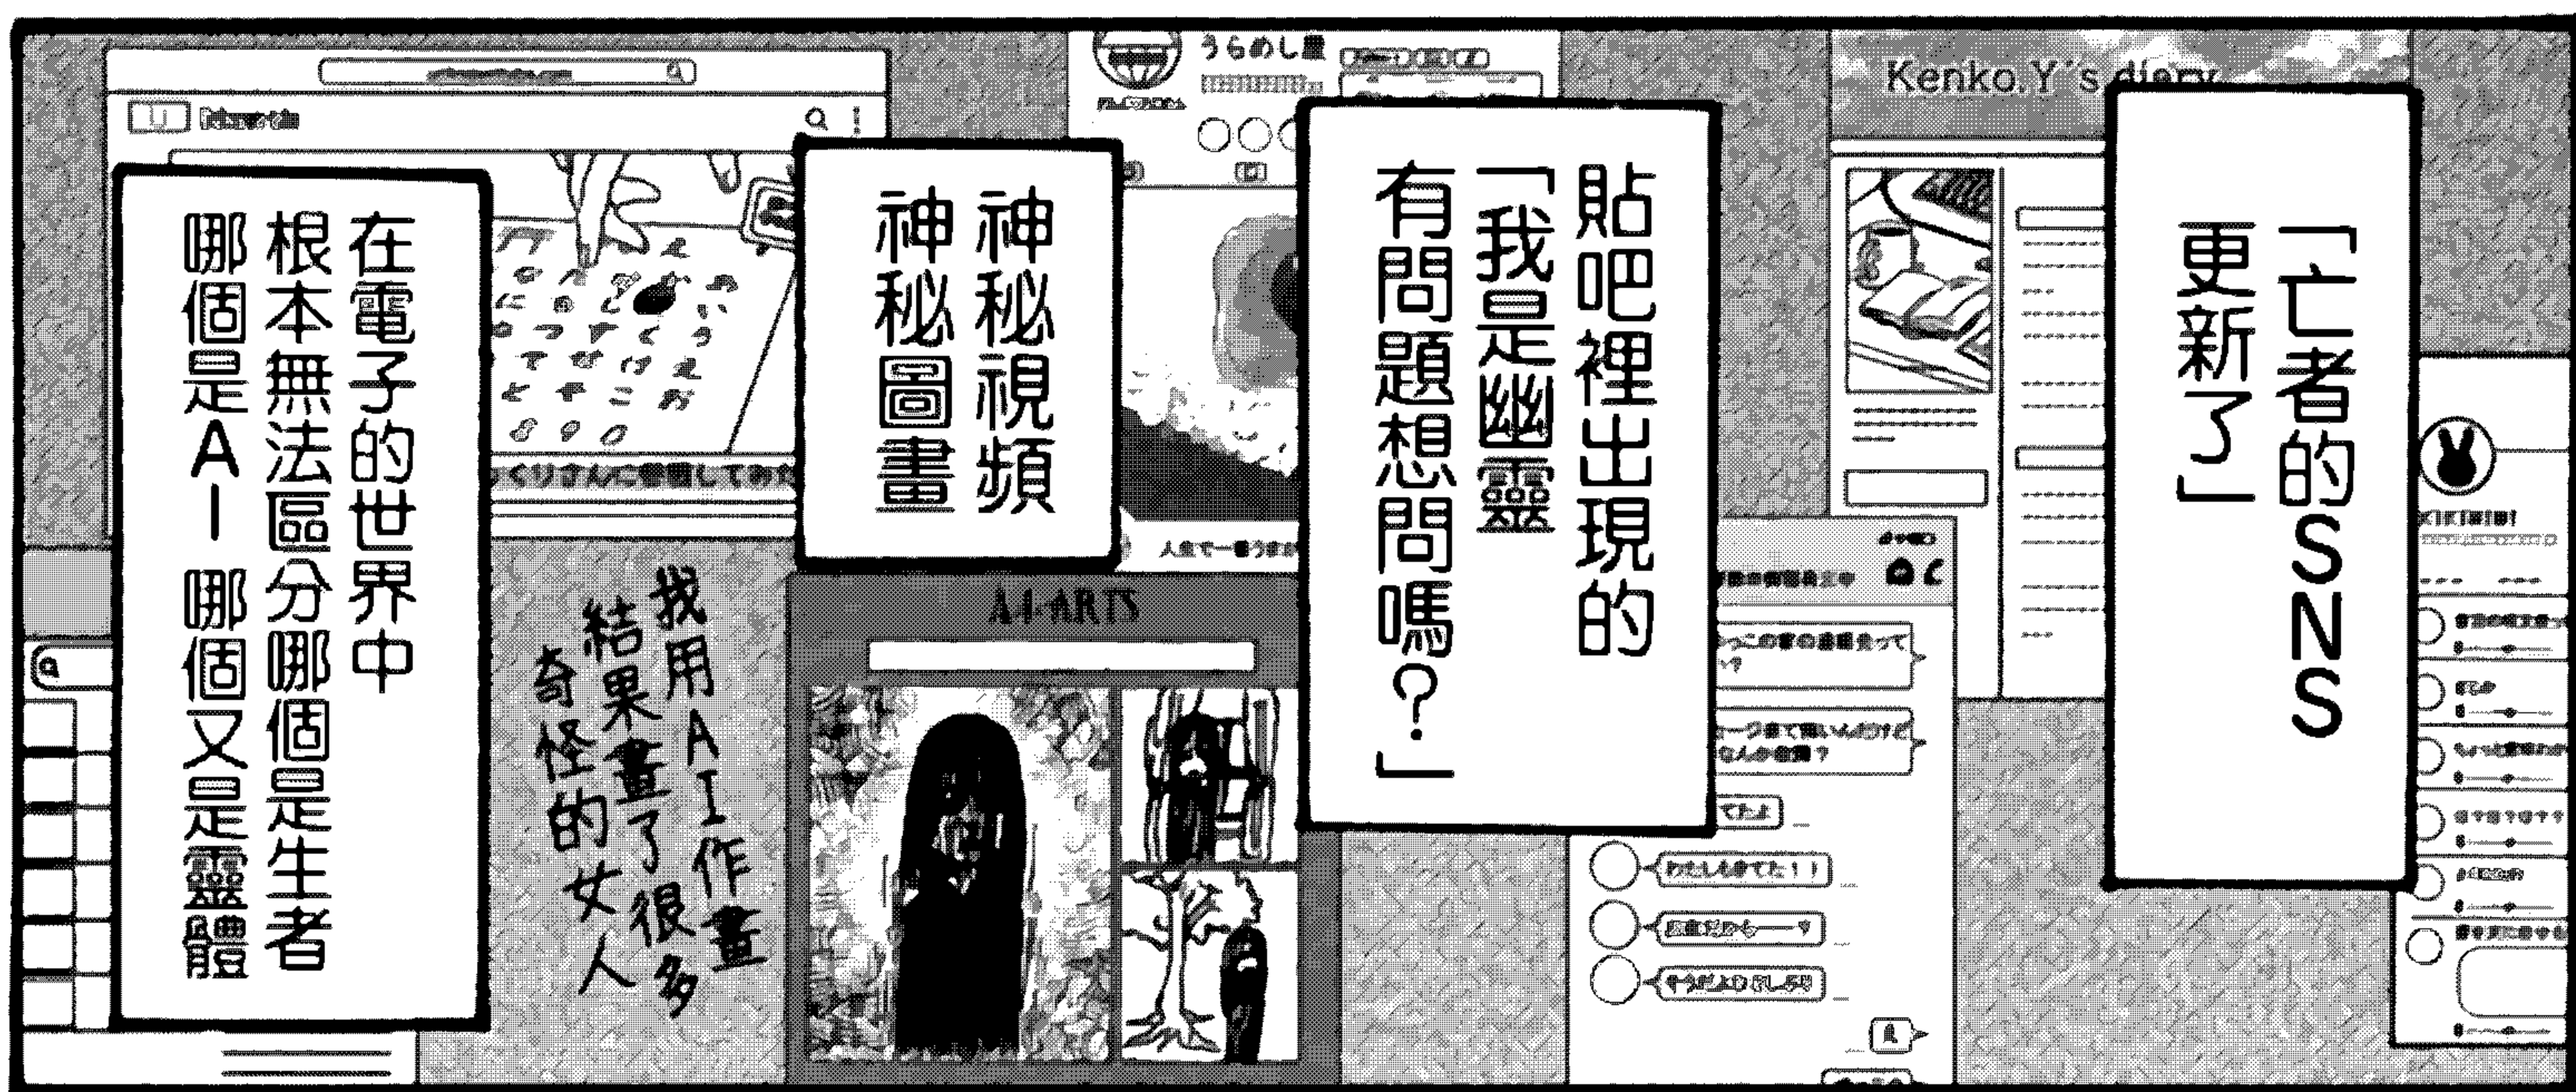 Kenko.Y's diary
「亡者的SNS
更新了」
貼吧裡出現的
「我是幽靈
有問題想問嗎?」
うらめし屋
神秘視頻
神秘圖畫
AI ARTS
我用AI作畫
結果畫了很多
奇怪的女人
在電子的世界中
根本無法區分哪個是生者
哪個是AI 哪個又是靈體
てたよ
わたしもきてた!!